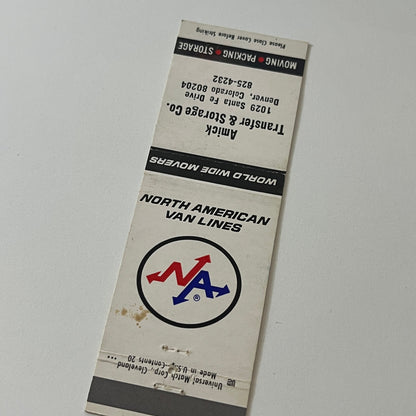 Please Close Cover Before Striking
MOVING • PACKING • STORAGE
Amick
Transfer & Storage Co.
1029 Santa Fe Drive
Denver, Colorado 80204
825-4232
WORLD WIDE MOVERS
NORTH AMERICAN
VAN LINES
NA®
Universal Match Corp., Cleveland
Made in U.S.A. Contents 20